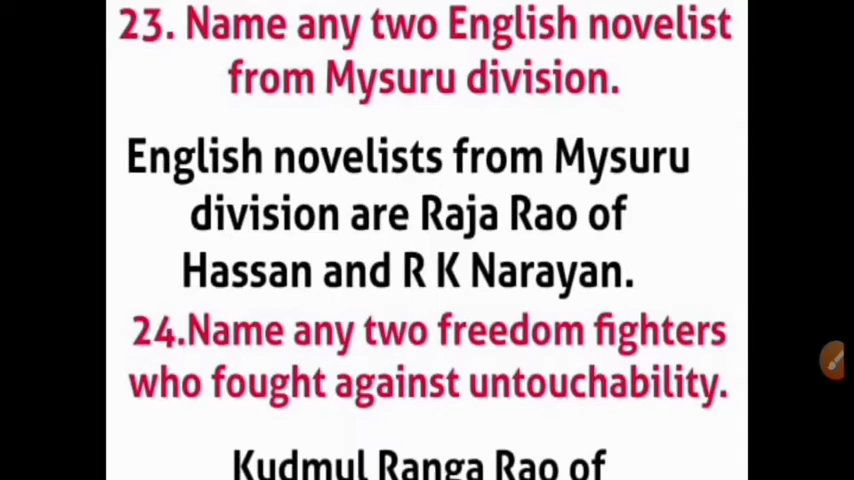 23. Name any two English novelist
from Mysuru division.
English novelists from Mysuru
division are Raja Rao of
Hassan and R K Narayan.
24.Name any two freedom fighters
who fought against untouchability.
Kudmul Ranga Rao of